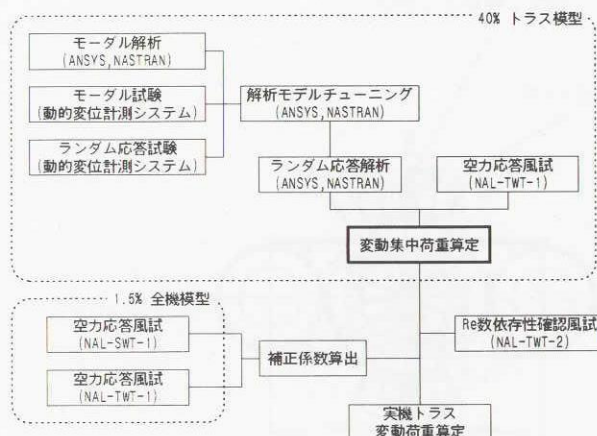 40% トラス模型
モーダル解析
(ANSYS,NASTRAN)
モーダル試験
(動的変位計測システム)
ランダム応答試験
(動的変位計測システム)
解析モデルチューニング
(ANSYS,NASTRAN)
ランダム応答解析
(ANSYS,NASTRAN)
空力応答風試
(NAL-TWT-1)
変動集中荷重算定
1.5% 全機模型
空力応答風試
(NAL-SWT-1)
空力応答風試
(NAL-TWT-1)
補正係数算出
Re数依存性確認風試
(NAL-TWT-2)
実機トラス
変動荷重算定